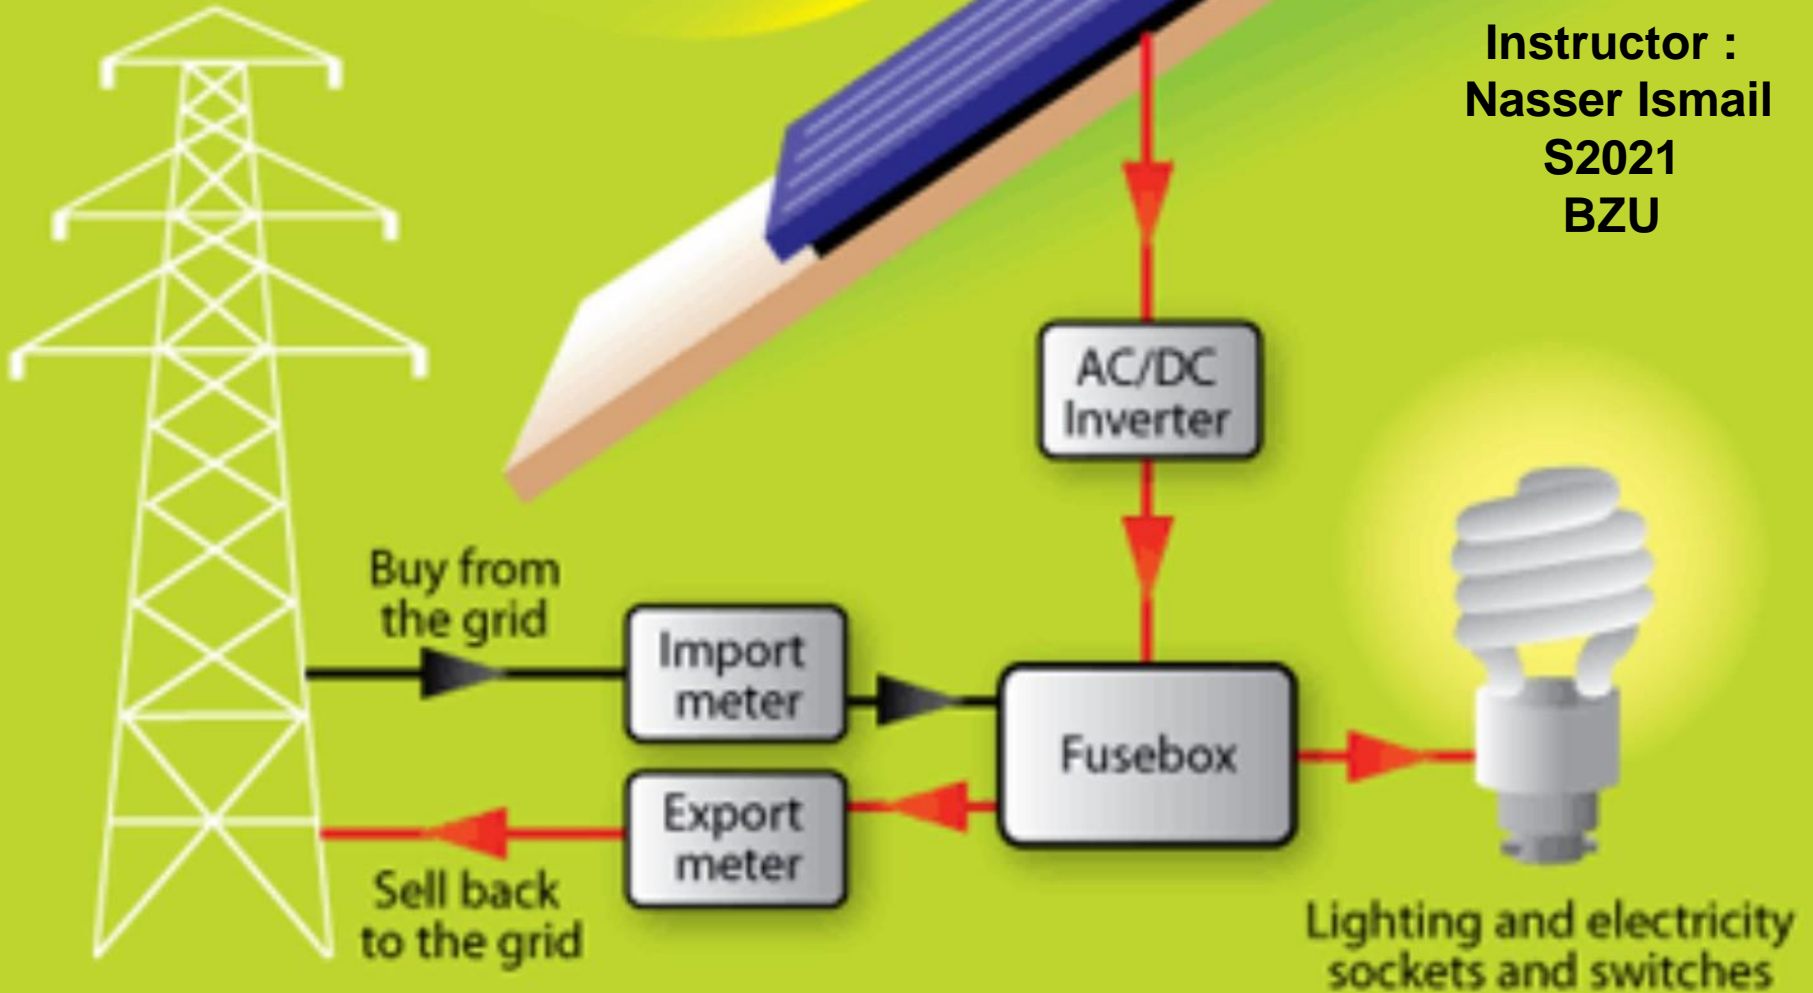 Instructor :
Nasser Ismail
S2021
BZU
AC/DC
Inverter
Buy from
the grid
Import
meter
Fusebox
Export
meter
Sell back
to the grid
Lighting and electricity
sockets and switches